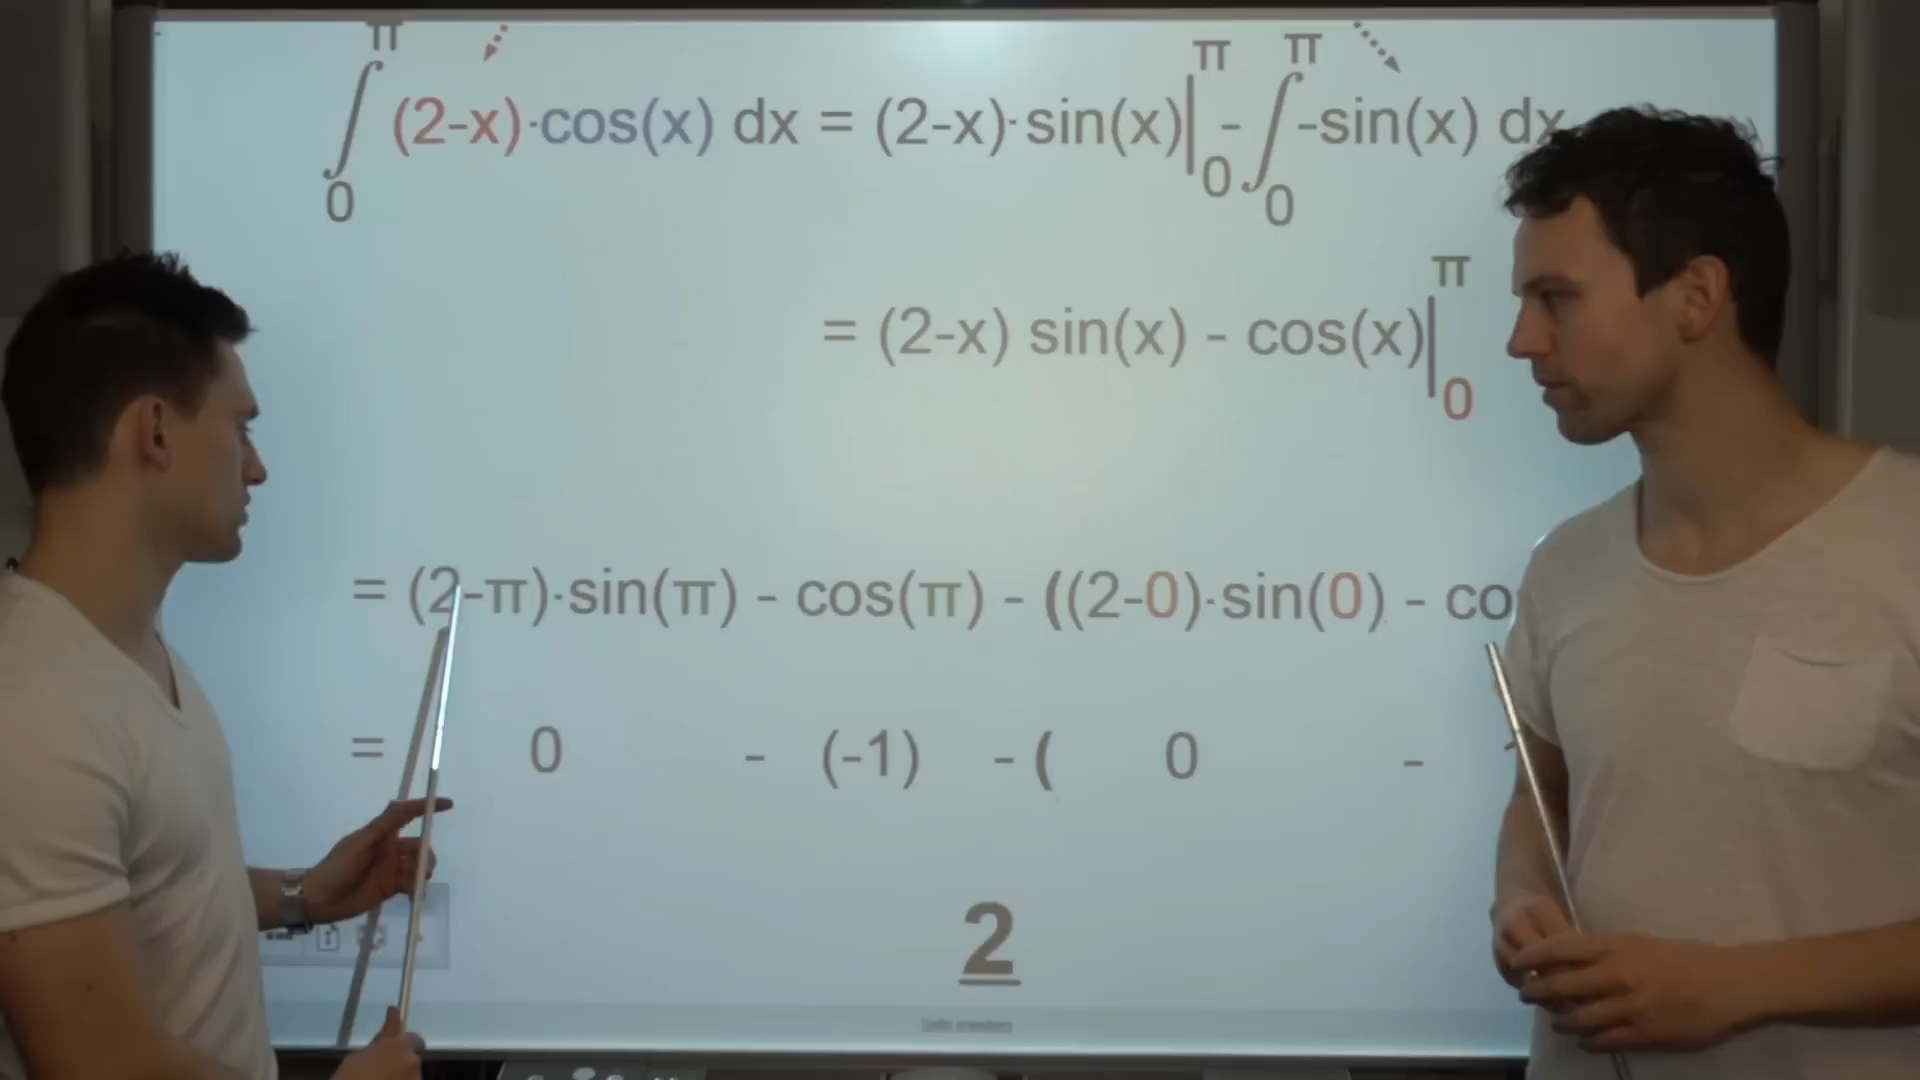 ∫₀^π (2-x)·cos(x) dx = (2-x)·sin(x)|₀^π - ∫₀^π -sin(x) dx
= (2-x) sin(x) - cos(x)|₀^π
= (2-π)·sin(π) - cos(π) - ((2-0)·sin(0) - co
= 0 - (-1) - ( 0 -
2